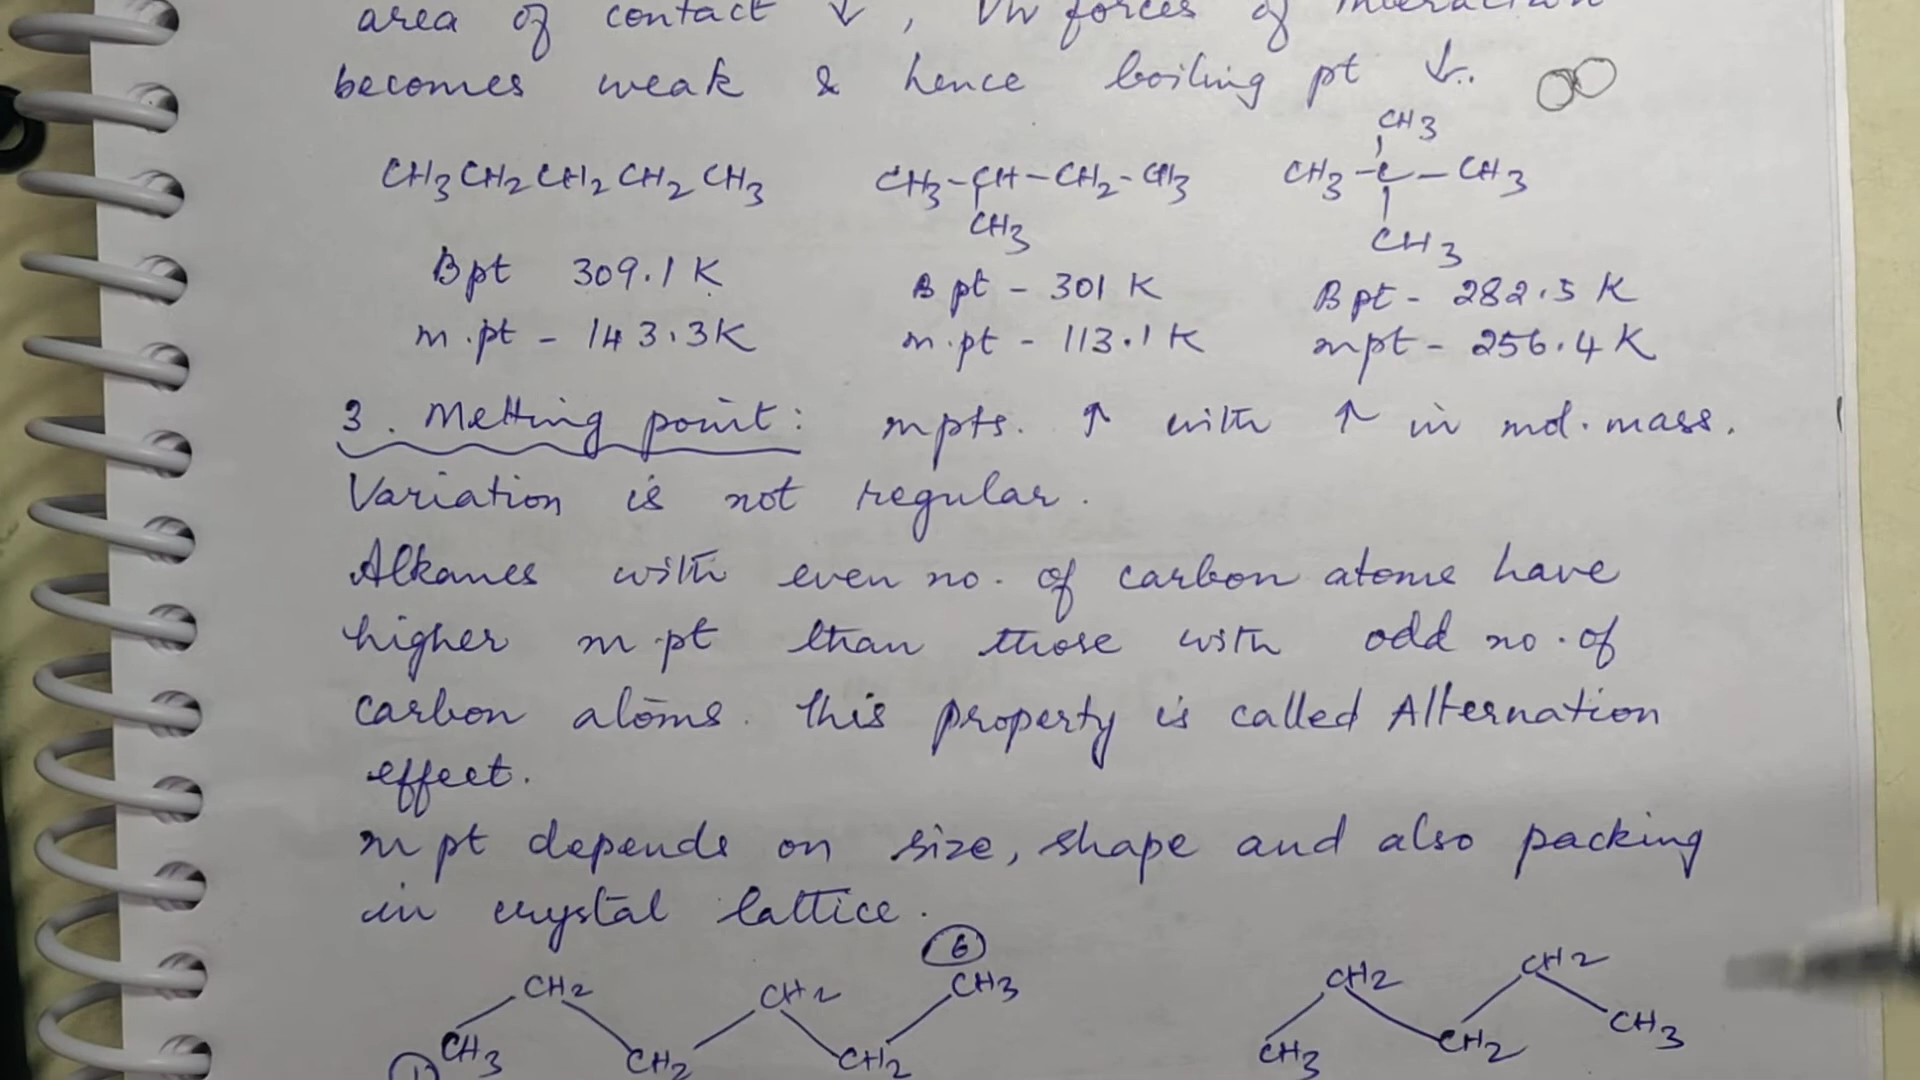 area of contact ↓, VW forces of interaction
becomes weak & hence boiling pt ↓.
CH3CH2CH2CH2CH3
CH3-CH-CH2-CH3
CH3
CH3
CH3-C-CH3
CH3
Bpt 309.1 K
B pt - 301 K
Bpt - 282.5 K
m.pt - 143.3K
m.pt - 113.1K
mpt - 256.4K
3. Melting point: mpts. ↑ with ↑ in mol. mass.
Variation is not regular.
Alkanes with even no. of carbon atoms have
higher m.pt than those with odd no. of
carbon atoms. This property is called Alternation
effect.
m pt depends on size, shape and also packing
in crystal lattice.
6
CH2 CH2 CH3
CH3 CH2 CH2
1
CH2 CH2
CH3 CH2 CH3